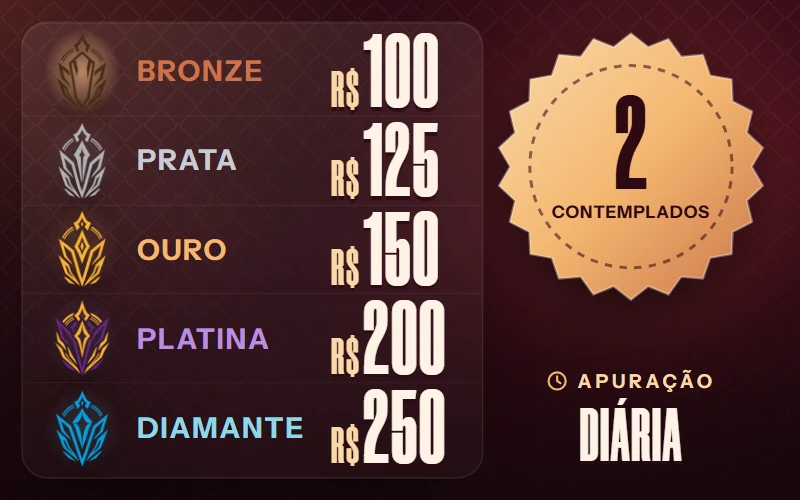 BRONZE R$100
PRATA R$125
OURO R$150
PLATINA R$200
DIAMANTE R$250
2
CONTEMPLADOS
APURAÇÃO
DIÁRIA